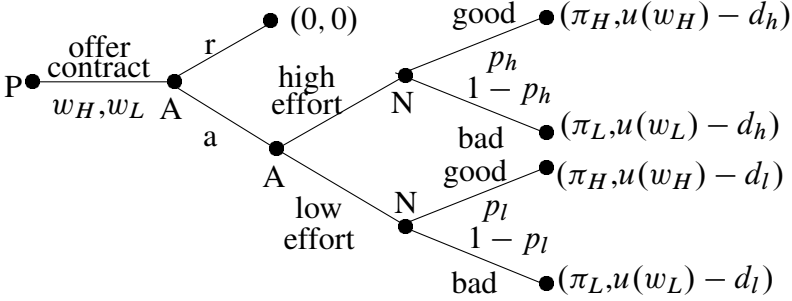 offer
contract
w_H,w_L
P
A
r
(0, 0)
a
A
high
effort
low
effort
N
good
p_h
1 − p_h
bad
(π_H,u(w_H) − d_h)
(π_L,u(w_L) − d_h)
N
good
p_l
1 − p_l
bad
(π_H,u(w_H) − d_l)
(π_L,u(w_L) − d_l)